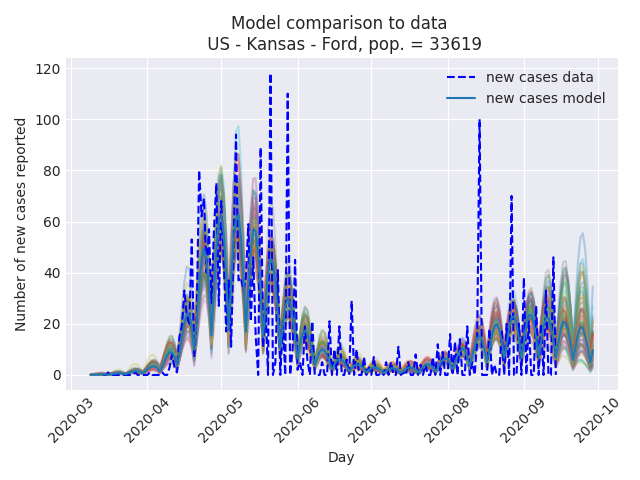 Model comparison to data
US - Kansas - Ford, pop. = 33619
new cases data
new cases model
Number of new cases reported
120
100
80
60
40
20
0
2020-03
2020-04
2020-05
2020-06
2020-07
2020-08
2020-09
2020-10
Day